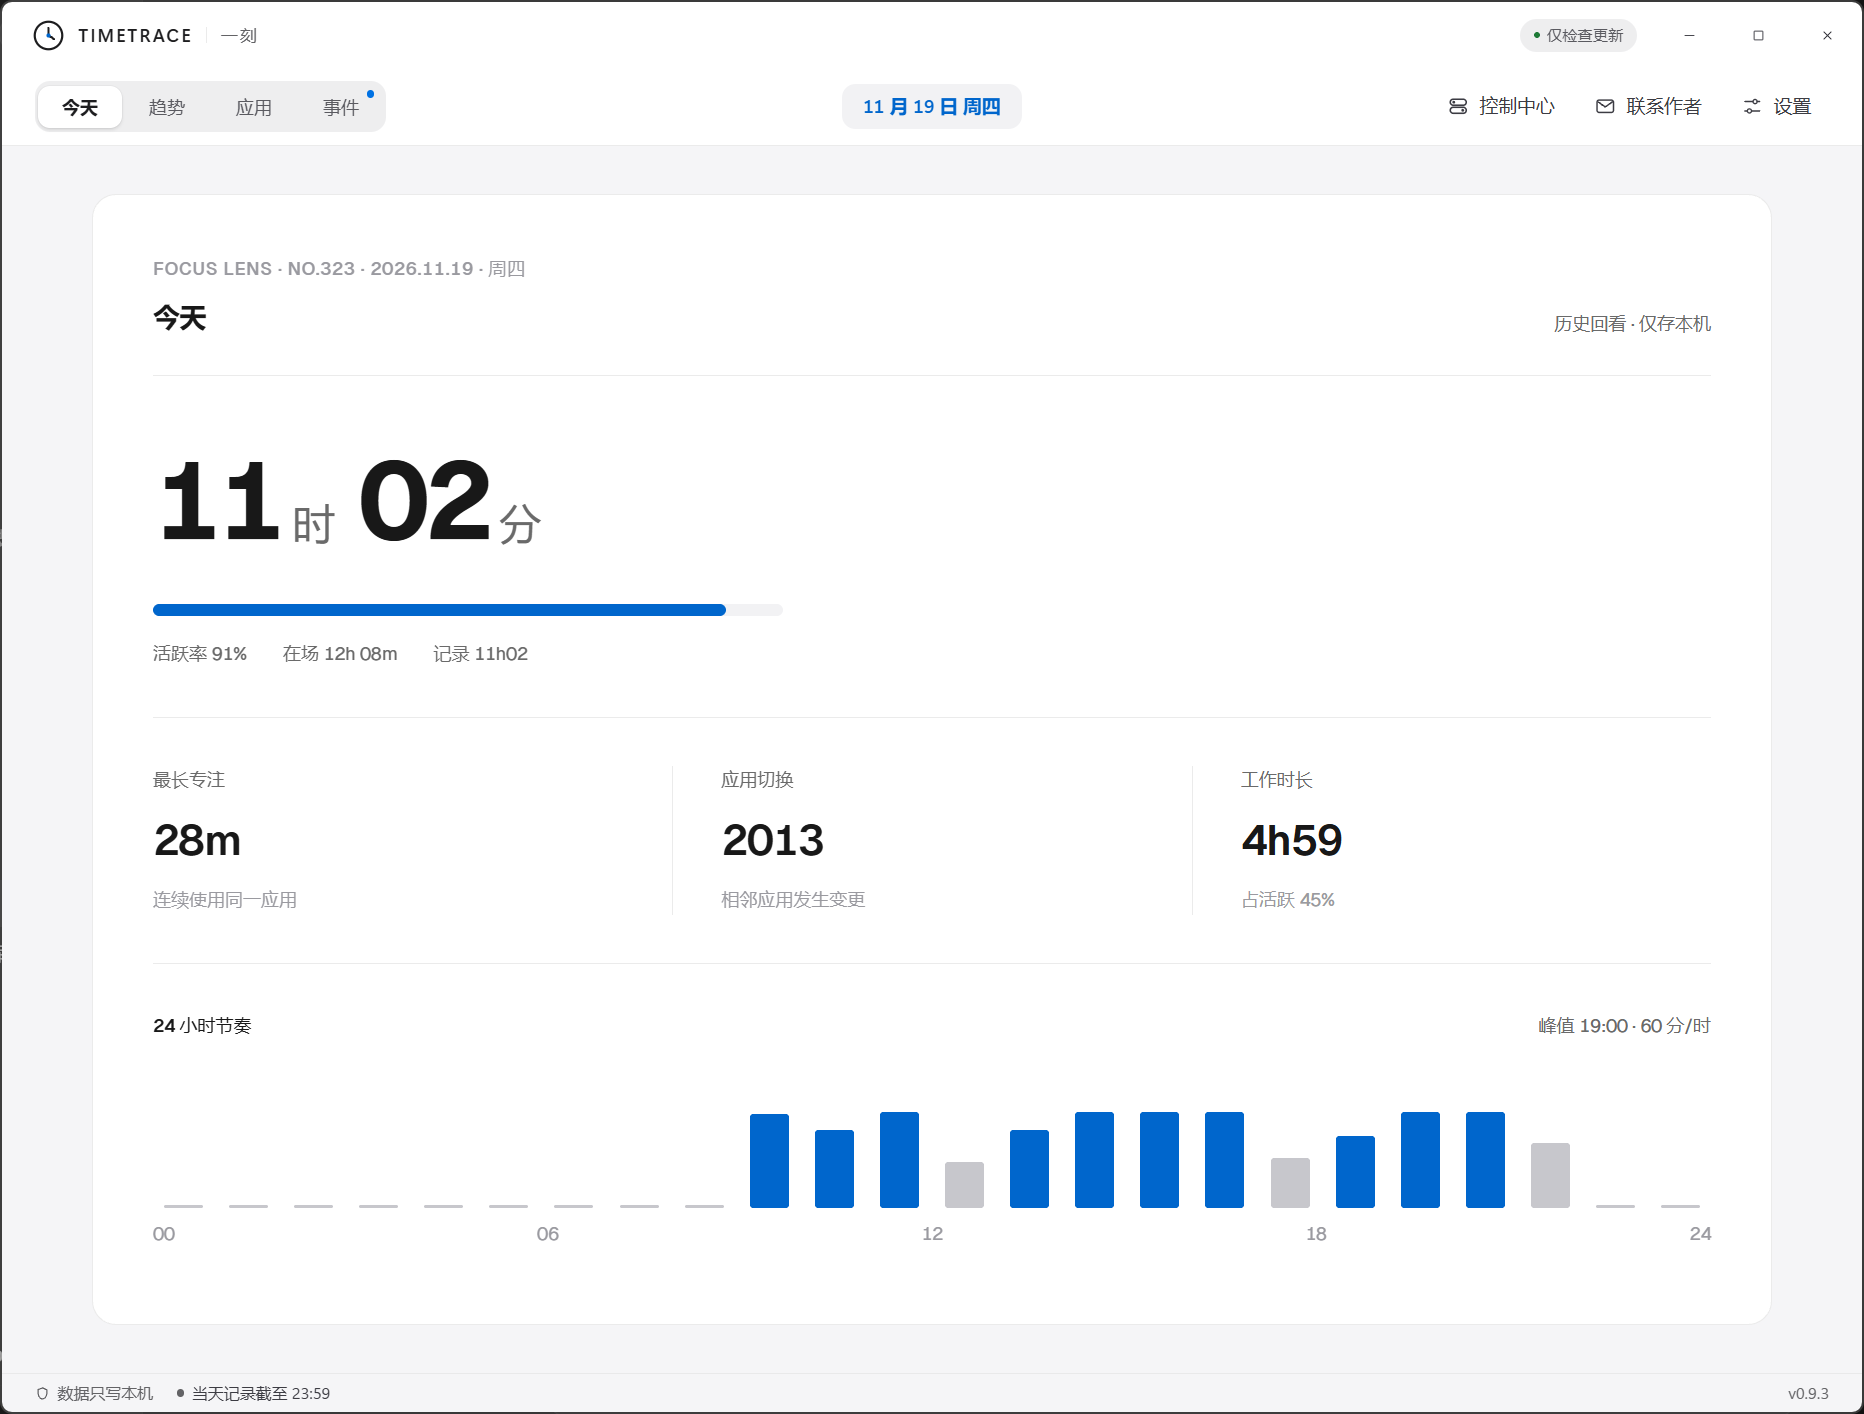 TIMETRACE 一刻
仅检查更新
今天 趋势 应用 事件
11 月 19 日 周四
控制中心 联系作者 设置
FOCUS LENS · NO.323 · 2026.11.19 · 周四
今天
历史回看 · 仅存本机
11 时 02 分
活跃率 91% 在场 12h 08m 记录 11h02
最长专注
28m
连续使用同一应用
应用切换
2013
相邻应用发生变更
工作时长
4h59
占活跃 45%
24 小时节奏
峰值 19:00 · 60 分/时
00 06 12 18 24
数据只写本机 当天记录截至 23:59
v0.9.3